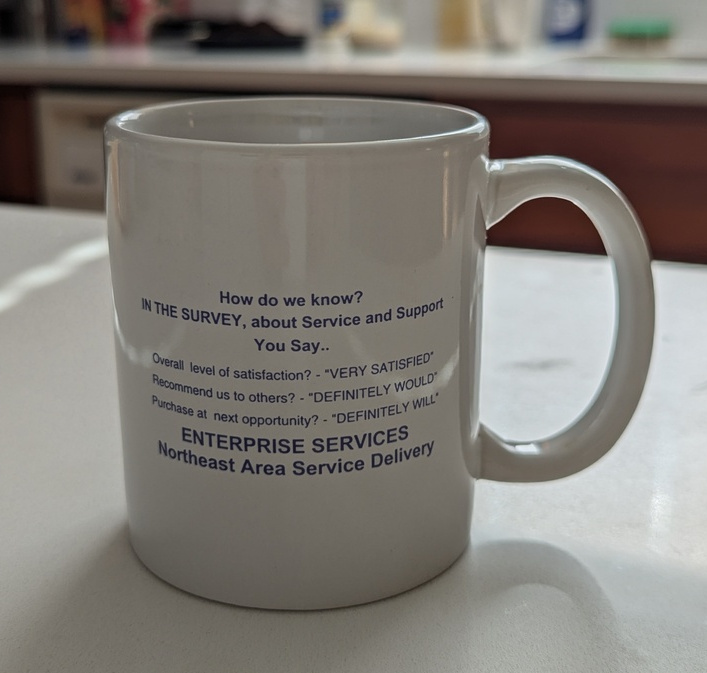 How do we know?
IN THE SURVEY, about Service and Support
You Say..
Overall level of satisfaction? - "VERY SATISFIED"
Recommend us to others? - "DEFINITELY WOULD"
Purchase at next opportunity? - "DEFINITELY WILL"
ENTERPRISE SERVICES
Northeast Area Service Delivery